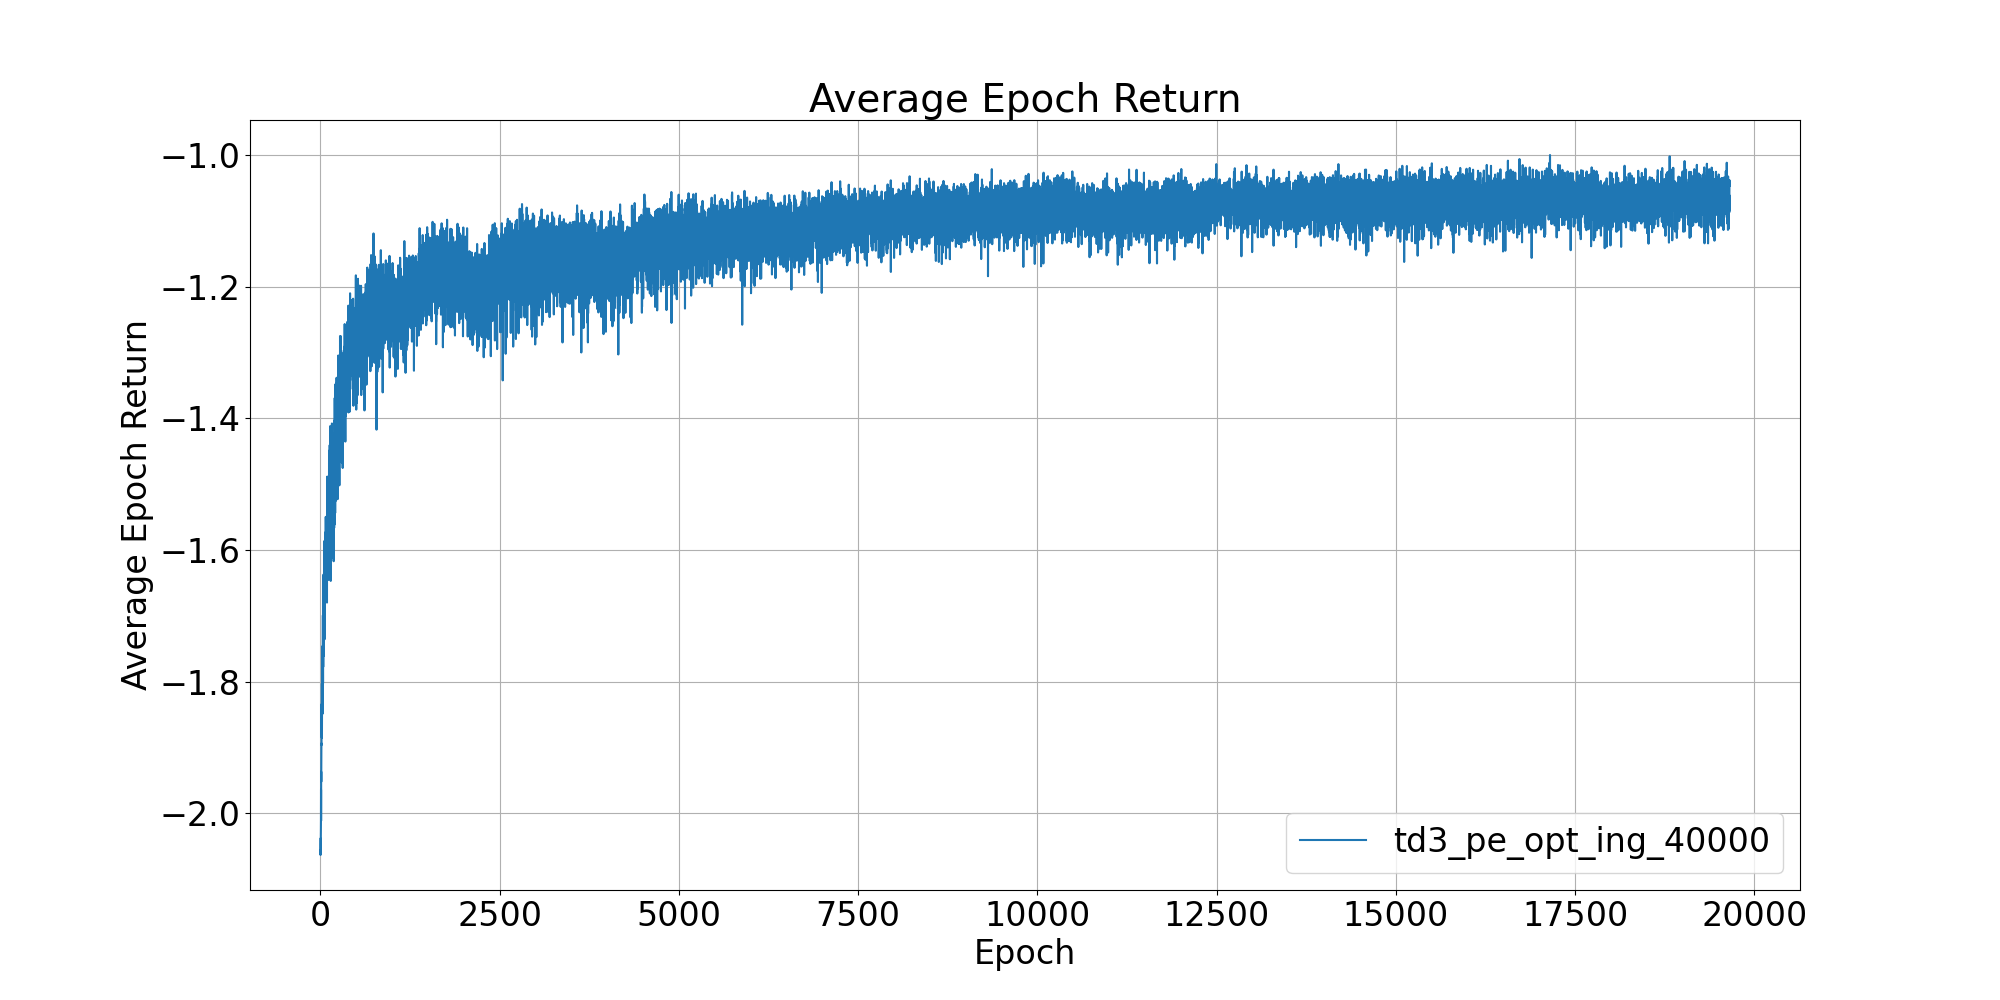 Average Epoch Return
Average Epoch Return
−1.0
−1.2
−1.4
−1.6
−1.8
−2.0
td3_pe_opt_ing_40000
0 2500 5000 7500 10000 12500 15000 17500 20000
Epoch